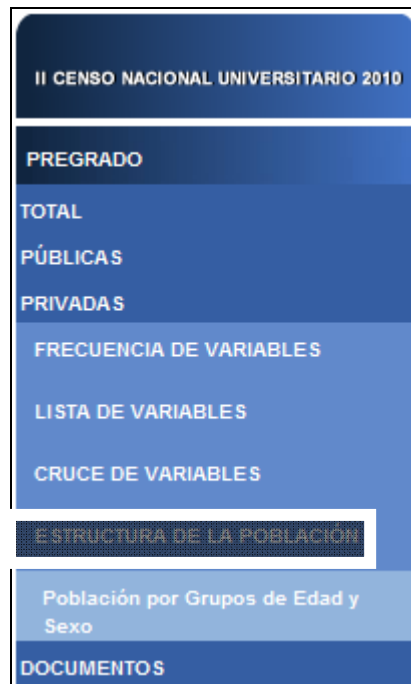 II CENSO NACIONAL UNIVERSITARIO 2010
PREGRADO
TOTAL
PÚBLICAS
PRIVADAS
FRECUENCIA DE VARIABLES
LISTA DE VARIABLES
CRUCE DE VARIABLES
ESTRUCTURA DE LA POBLACIÓN
Población por Grupos de Edad y
Sexo
DOCUMENTOS